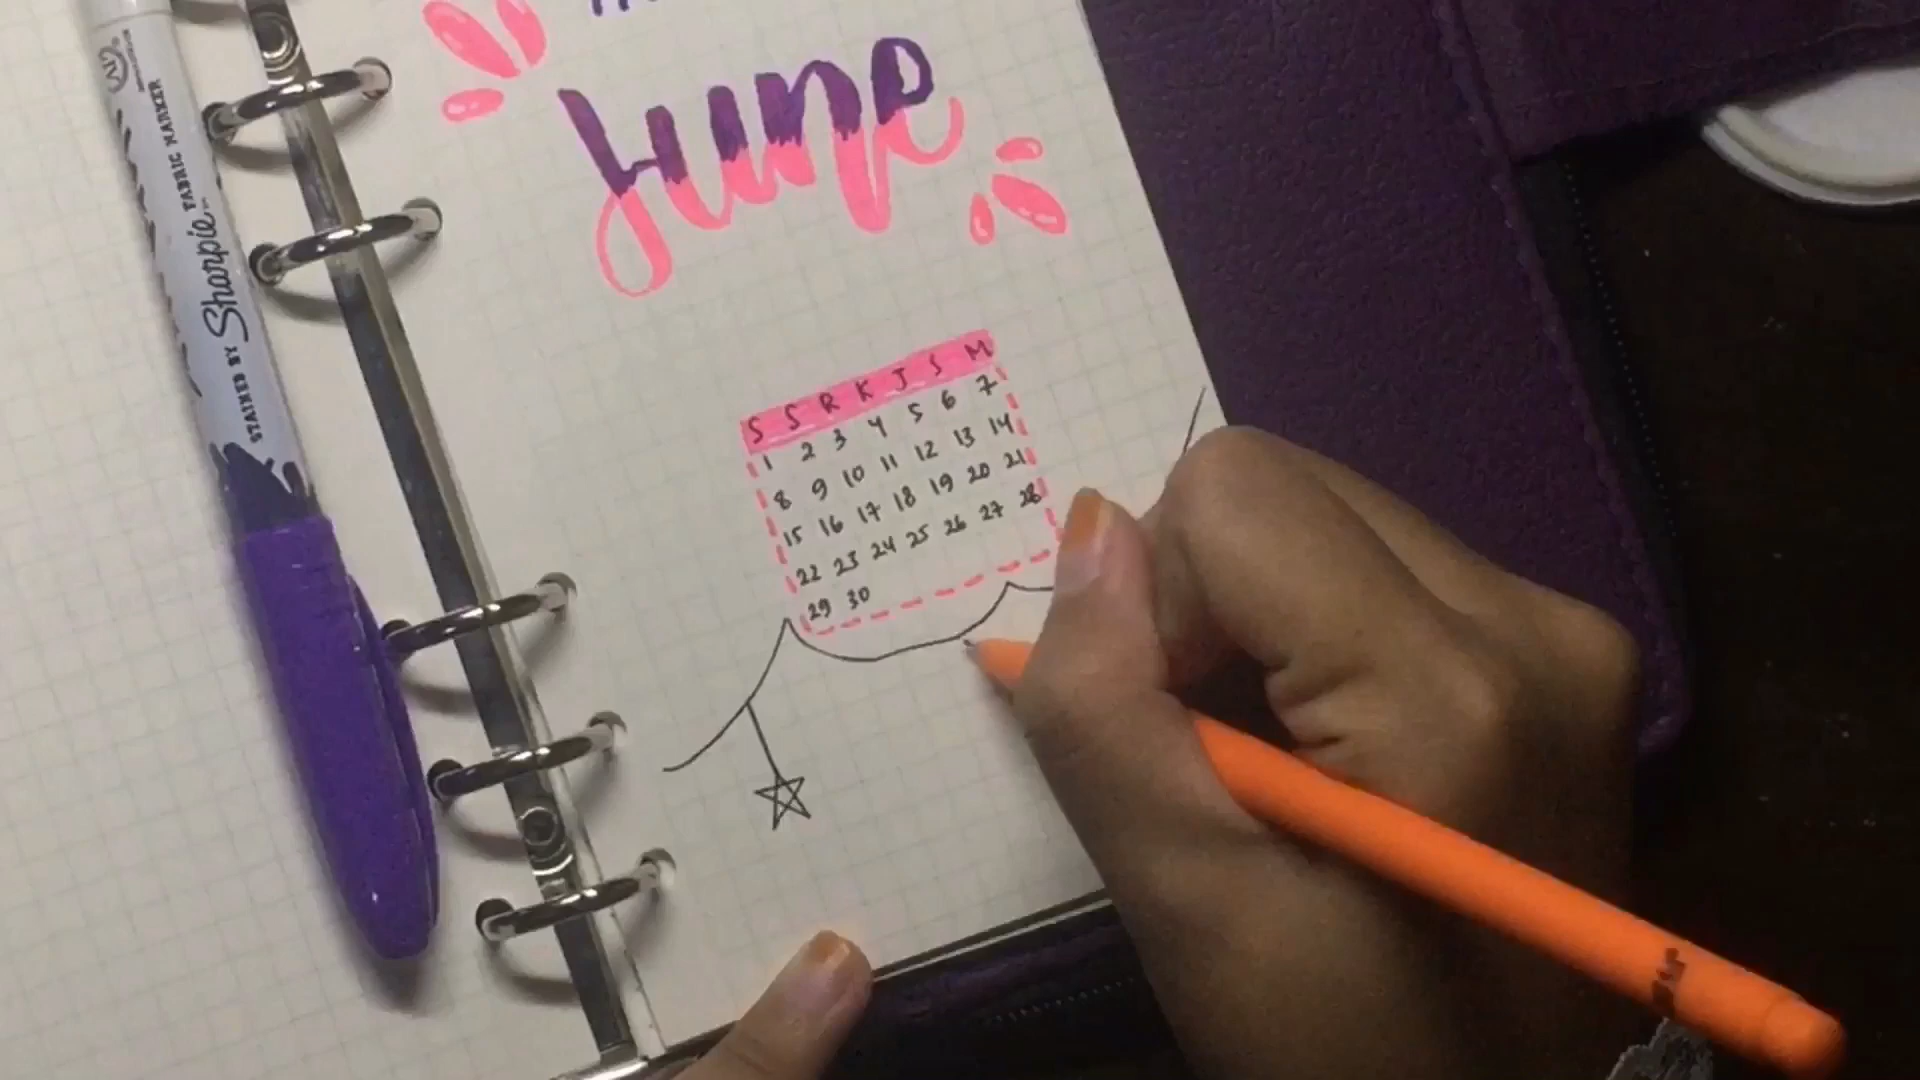 June
S S R K J S M
1 2 3 4 5 6 7
8 9 10 11 12 13 14
15 16 17 18 19 20 21
22 23 24 25 26 27 28
29 30
STAINED BY Sharpie FABRIC MARKER